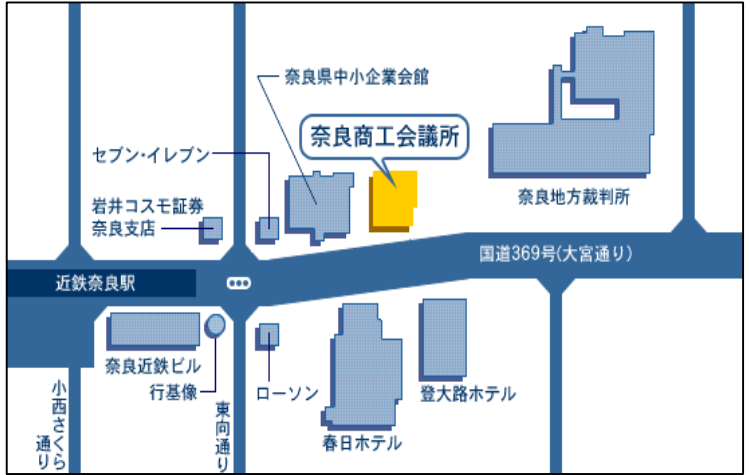 奈良県中小企業会館
奈良商工会議所
セブン・イレブン
奈良地方裁判所
岩井コスモ証券
奈良支店
国道369号(大宮通り)
近鉄奈良駅
奈良近鉄ビル
行基像
ローソン
登大路ホテル
春日ホテル
小西さくら
通り
東向通り